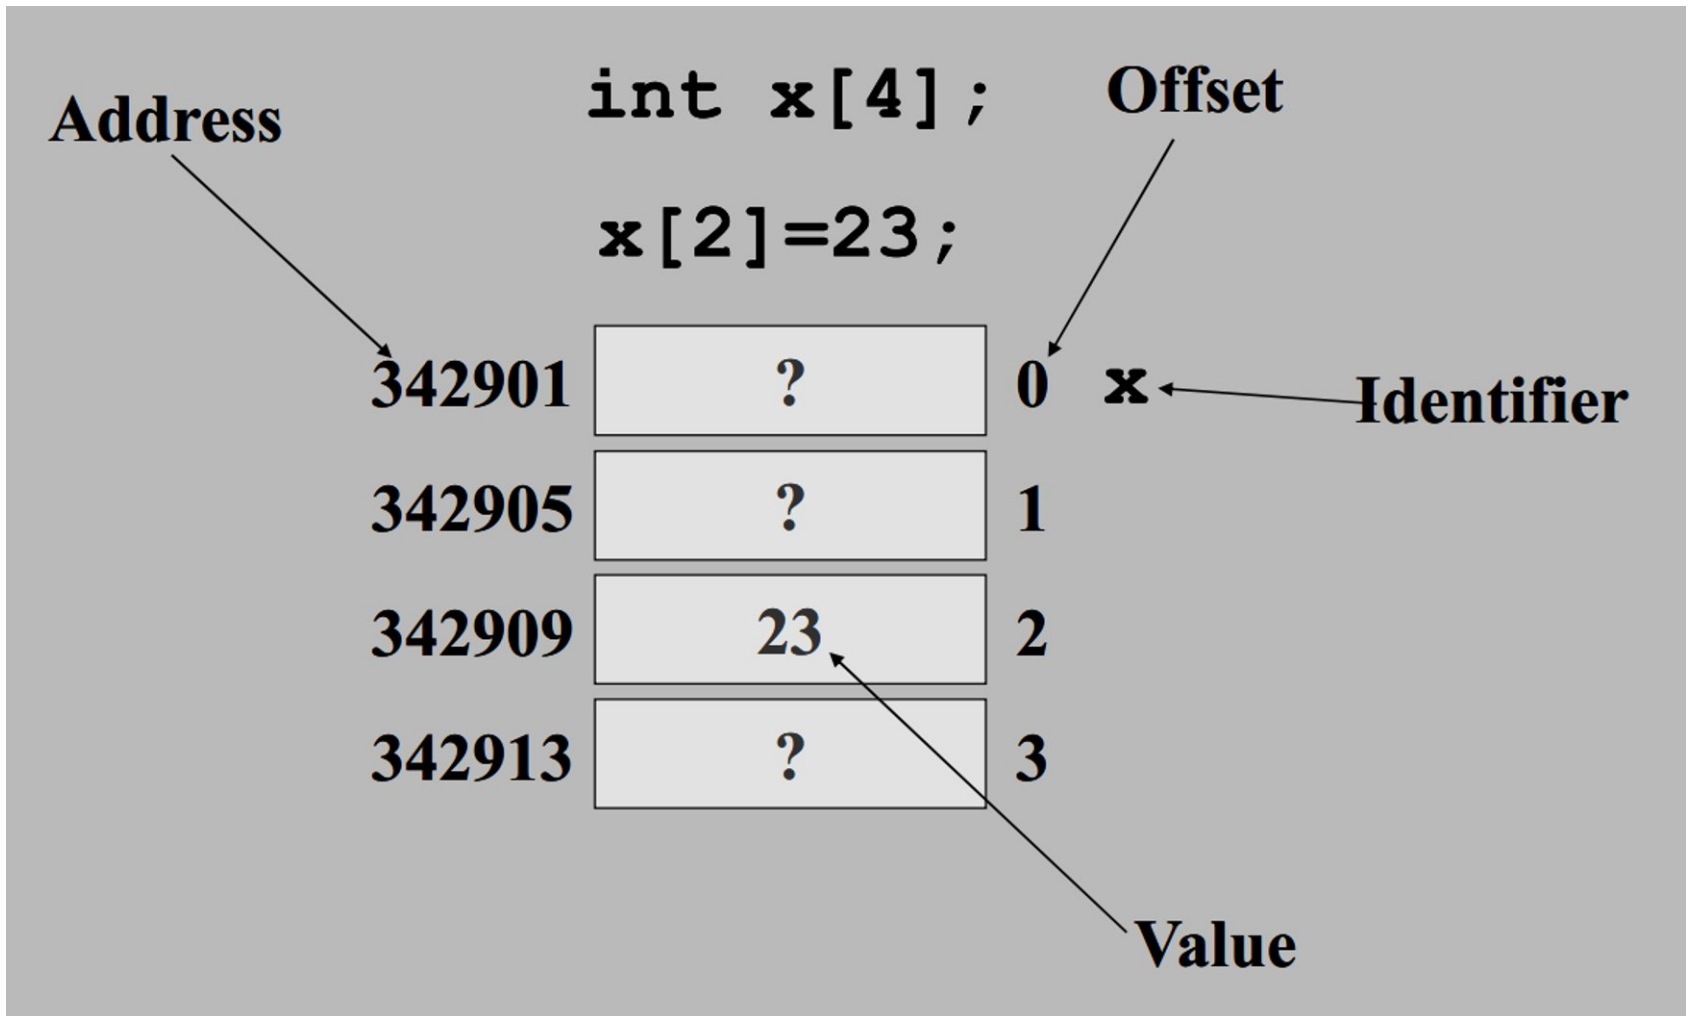 Address
int x[4];
Offset
x[2]=23;
342901 ? 0 x Identifier
342905 ? 1
342909 23 2
342913 ? 3
Value